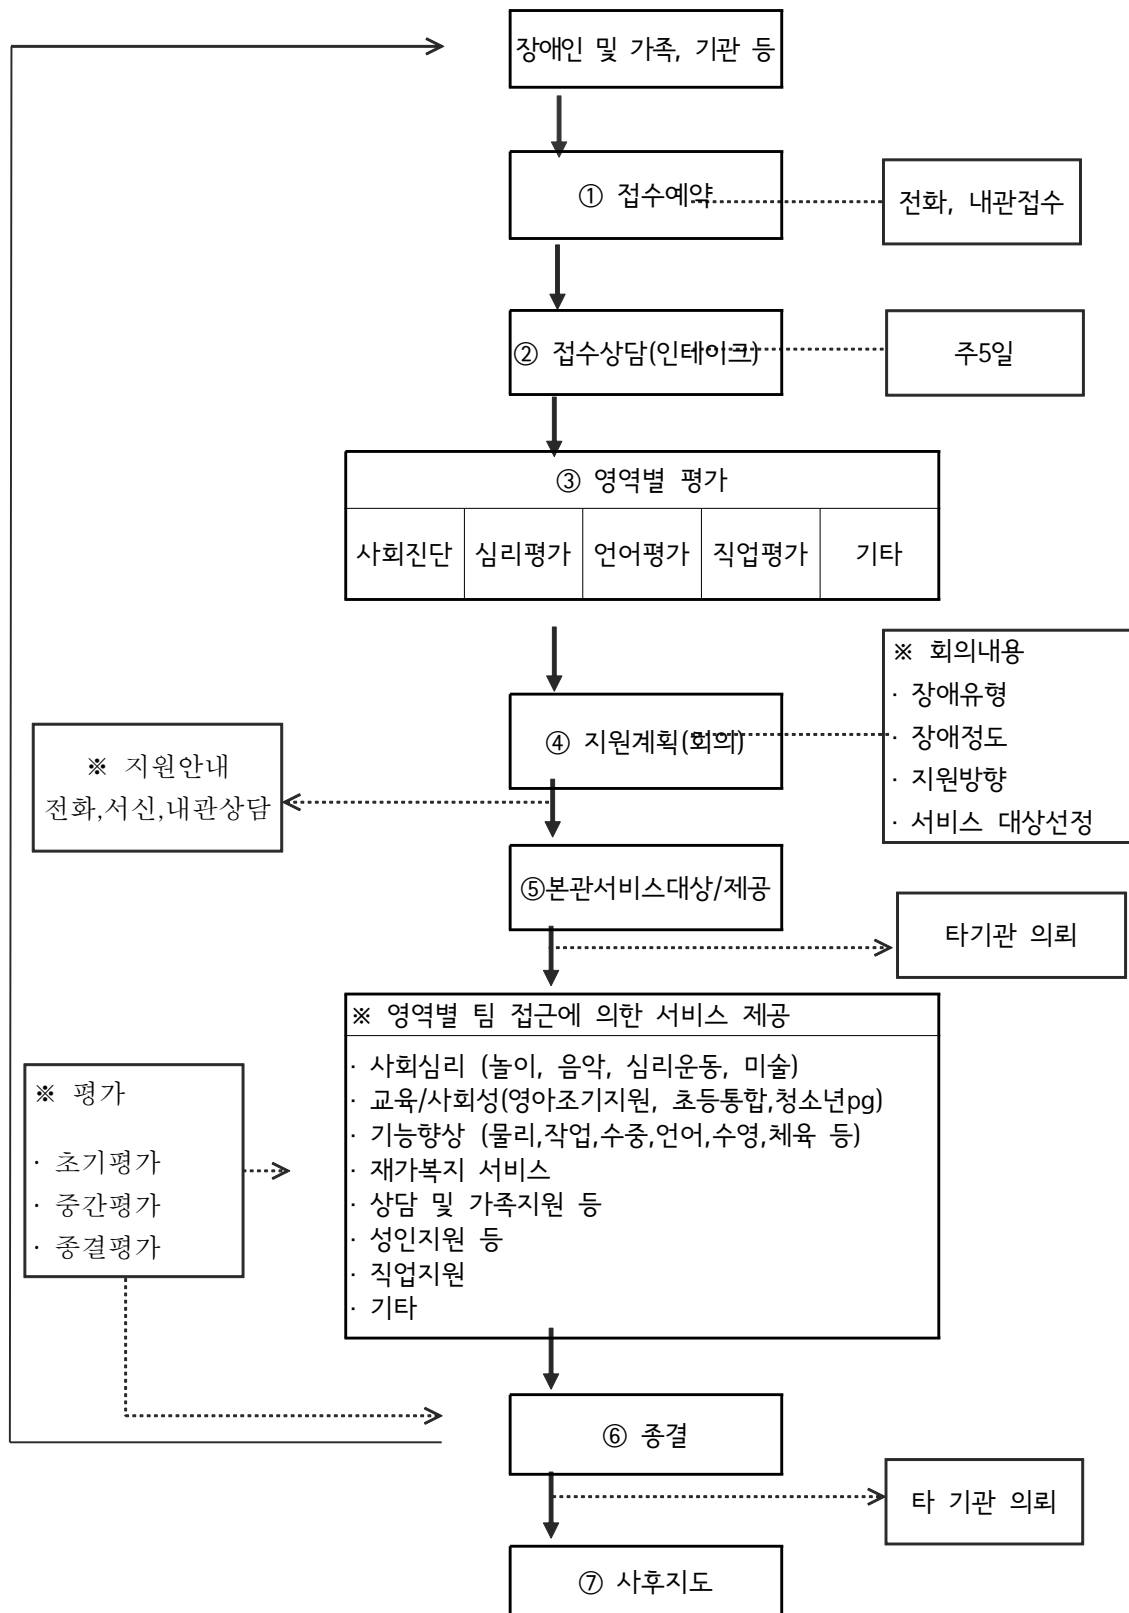 장애인 및 가족, 기관 등
① 접수예약
전화, 내관접수
② 접수상담(인테이크)
주5일
③ 영역별 평가
사회진단 심리평가 언어평가 직업평가 기타
※ 회의내용
· 장애유형
· 장애정도
· 지원방향
· 서비스 대상선정
④ 지원계획(회의)
※ 지원안내
전화,서신,내관상담
⑤본관서비스대상/제공
타기관 의뢰
※ 영역별 팀 접근에 의한 서비스 제공
· 사회심리 (놀이, 음악, 심리운동, 미술)
· 교육/사회성(영아조기지원, 초등통합,청소년pg)
· 기능향상 (물리,작업,수중,언어,수영,체육 등)
· 재가복지 서비스
· 상담 및 가족지원 등
· 성인지원 등
· 직업지원
· 기타
※ 평가
· 초기평가
· 중간평가
· 종결평가
⑥ 종결
타 기관 의뢰
⑦ 사후지도